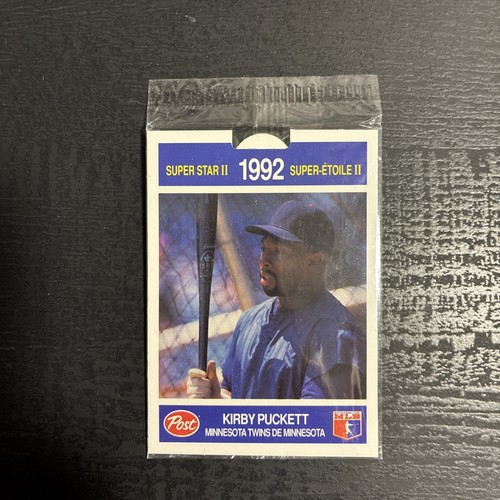 SUPER STAR II 1992 SUPER-ÉTOILE II
Post
KIRBY PUCKETT
MINNESOTA TWINS DE MINNESOTA